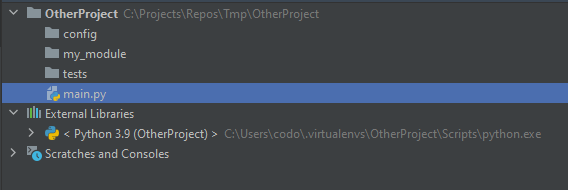 OtherProject C:\Projects\Repos\Tmp\OtherProject
config
my_module
tests
main.py
External Libraries
< Python 3.9 (OtherProject) > C:\Users\codo\.virtualenvs\OtherProject\Scripts\python.exe
Scratches and Consoles